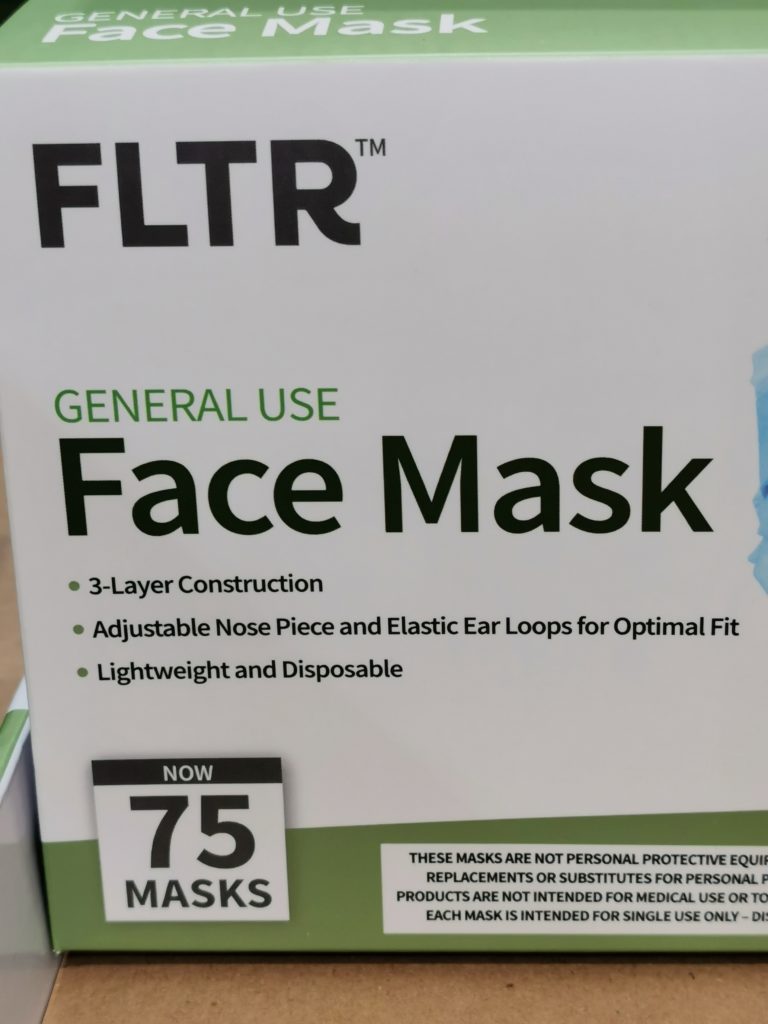 GENERAL USE
Face Mask
FLTR™
GENERAL USE
Face Mask
• 3-Layer Construction
• Adjustable Nose Piece and Elastic Ear Loops for Optimal Fit
• Lightweight and Disposable
NOW
75
MASKS
THESE MASKS ARE NOT PERSONAL PROTECTIVE
REPLACEMENTS OR SUBSTITUTES FOR PERSONAL
PRODUCTS ARE NOT INTENDED FOR MEDICAL USE OR TO
EACH MASK IS INTENDED FOR SINGLE USE ONLY –